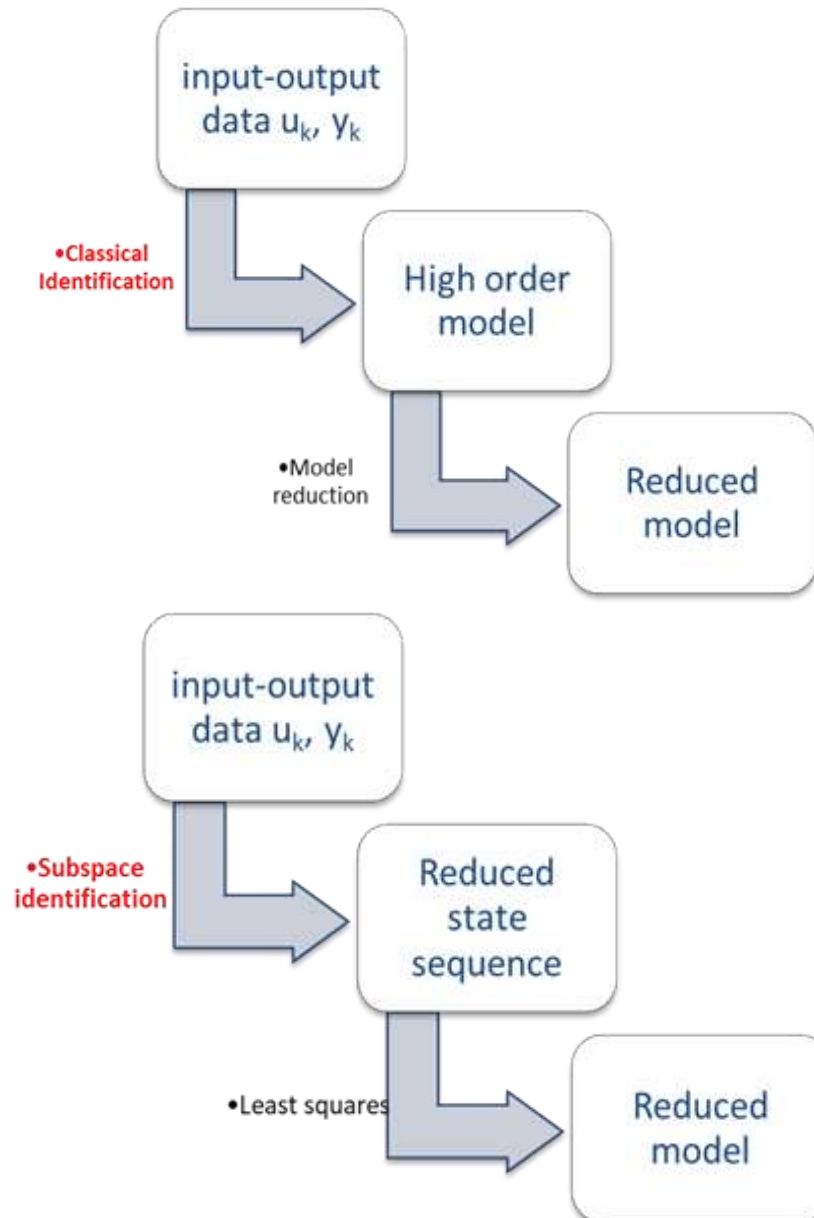 input-output
data uₖ, yₖ
•Classical
Identification
High order
model
•Model
reduction
Reduced
model
input-output
data uₖ, yₖ
•Subspace
identification
Reduced
state
sequence
•Least squares
Reduced
model